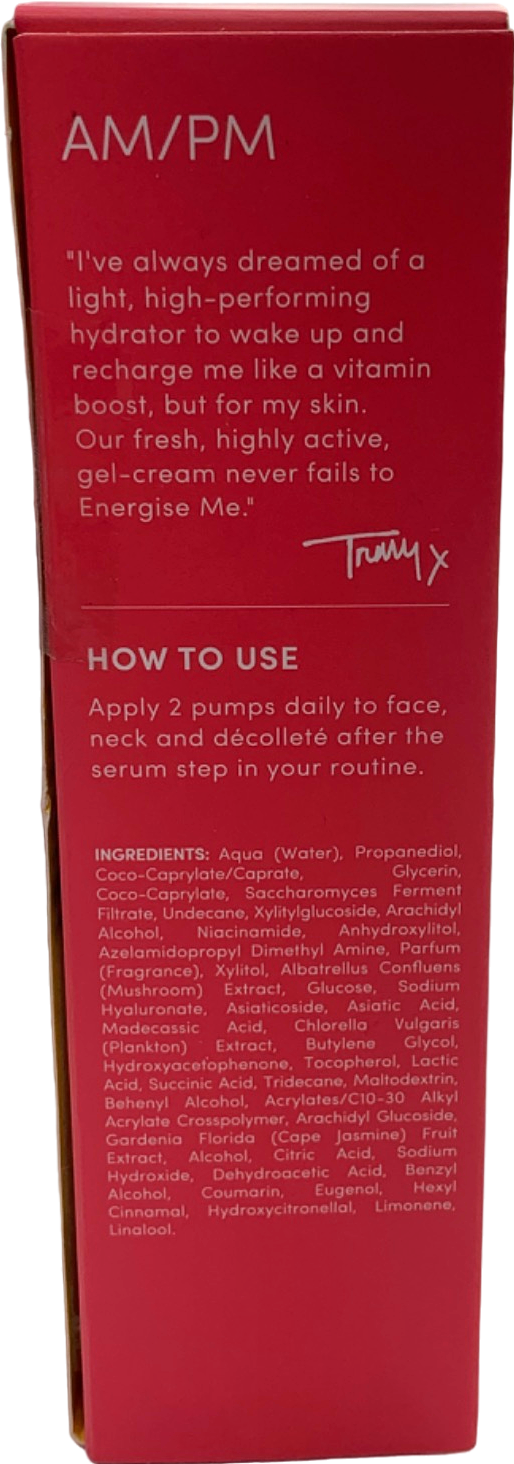 AM/PM
"I've always dreamed of a
light, high-performing
hydrator to wake up and
recharge me like a vitamin
boost, but for my skin.
Our fresh, highly active,
gel-cream never fails to
Energise Me."
Tracy x
HOW TO USE
Apply 2 pumps daily to face,
neck and décolleté after the
serum step in your routine.
INGREDIENTS: Aqua (Water), Propanediol,
Coco-Caprylate/Caprate, Glycerin,
Coco-Caprylate, Saccharomyces Ferment
Filtrate, Undecane, Xylitylglucoside, Arachidyl
Alcohol, Niacinamide, Anhydroxylitol,
Azelamidopropyl Dimethyl Amine, Parfum
(Fragrance), Xylitol, Albatrellus Confluens
(Mushroom) Extract, Glucose, Sodium
Hyaluronate, Asiaticoside, Asiatic Acid,
Madecassic Acid, Chlorella Vulgaris
(Plankton) Extract, Butylene Glycol,
Hydroxyacetophenone, Tocopherol, Lactic
Acid, Succinic Acid, Tridecane, Maltodextrin,
Behenyl Alcohol, Acrylates/C10-30 Alkyl
Acrylate Crosspolymer, Arachidyl Glucoside,
Gardenia Florida (Cape Jasmine) Fruit
Extract, Alcohol, Citric Acid, Sodium
Hydroxide, Dehydroacetic Acid, Benzyl
Alcohol, Coumarin, Eugenol, Hexyl
Cinnamal, Hydroxycitronellal, Limonene,
Linalool.